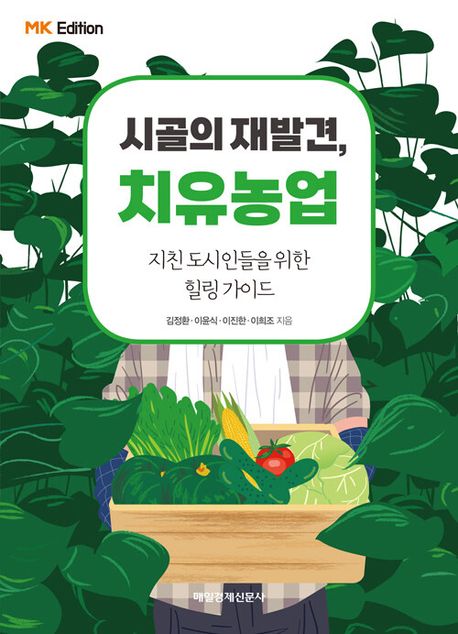 MK Edition
시골의 재발견,
치유농업
지친 도시인들을 위한
힐링 가이드
김정환·이윤식·이진한·이희조 지음
매일경제신문사